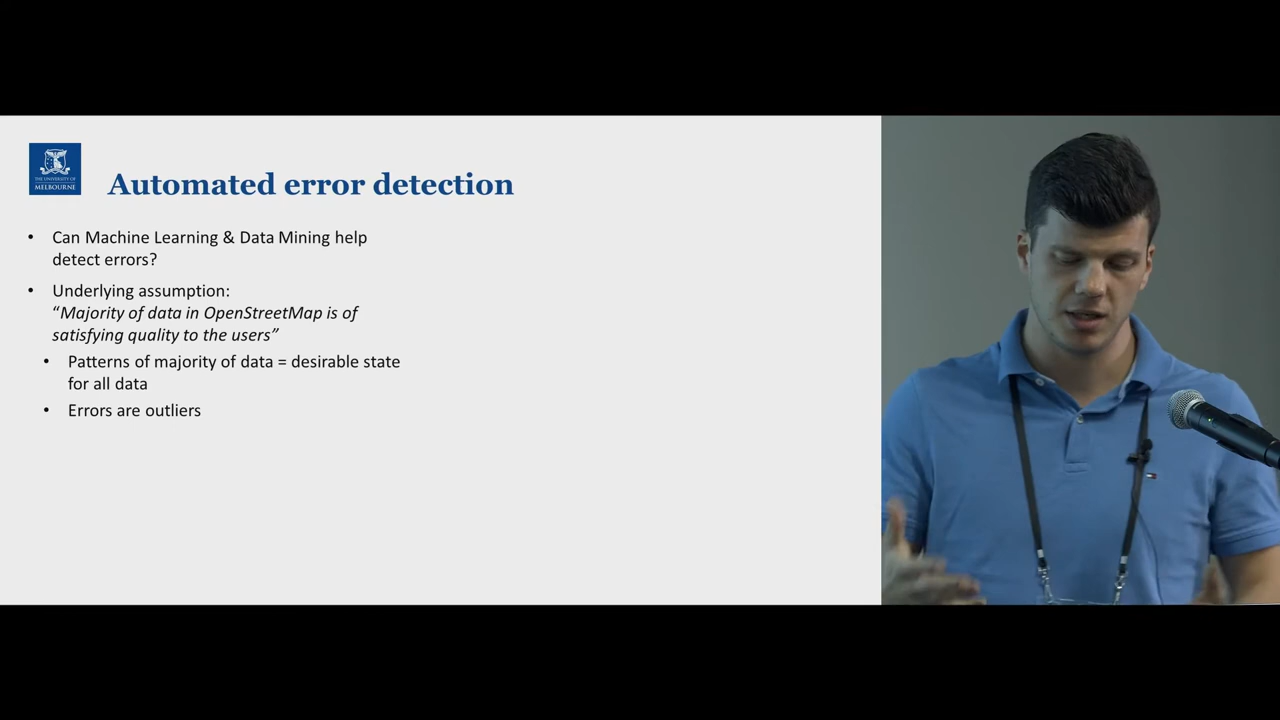 THE UNIVERSITY OF
MELBOURNE
Automated error detection
• Can Machine Learning & Data Mining help
detect errors?
• Underlying assumption:
“Majority of data in OpenStreetMap is of
satisfying quality to the users”
• Patterns of majority of data = desirable state
for all data
• Errors are outliers